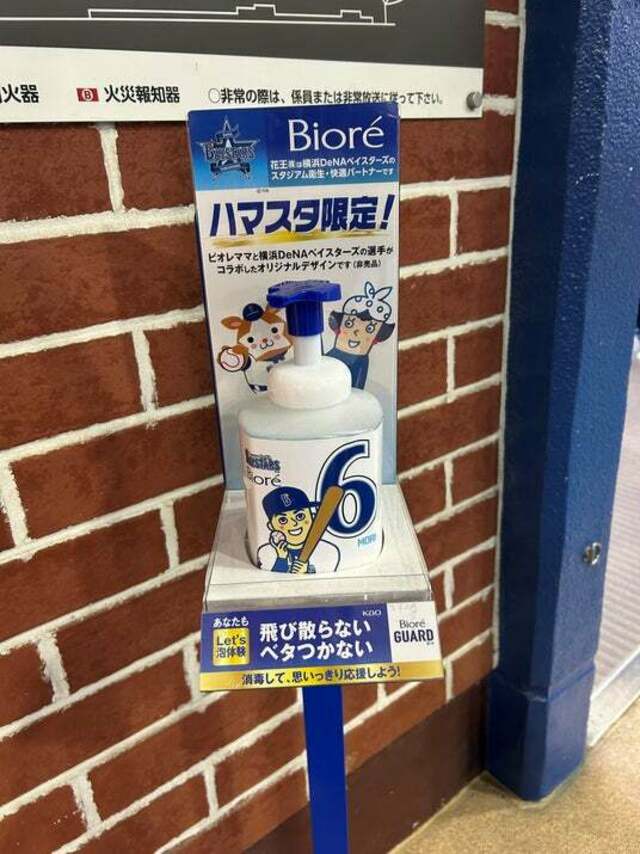 火器
B 火災報知器
○非常の際は、係員または非常放送に従って下さい。
BAYSTARS
Bioré
花王㈱は横浜DeNAベイスターズの
スタジアム衛生・快適パートナーです
ハマスタ限定!
ビオレママと横浜DeNAベイスターズの選手が
コラボしたオリジナルデザインです(非売品)
BAYSTARS
Bioré
B
6
MORI
KAO
あなたも
Let's
泡体験
飛び散らない
ベタつかない
Bioré
GUARD
消毒して、思いっきり応援しよう!